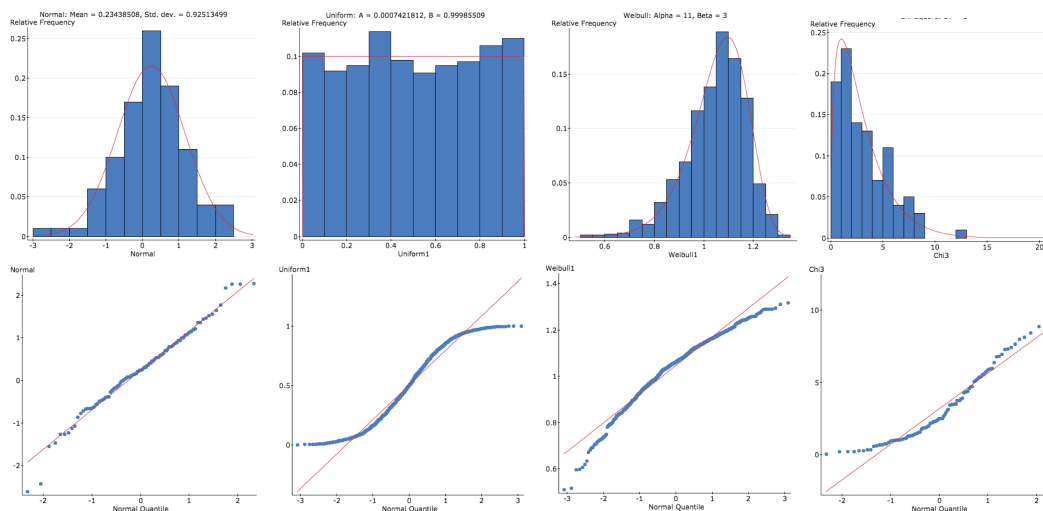 Normal: Mean = 0.23438508, Std. dev. = 0.92513499
Relative Frequency
0.25
0.2
0.15
0.1
0.05
0
-3 -2 -1 0 1 2 3
Normal
Uniform: A = 0.0007421812, B = 0.99985509
Relative Frequency
0.1
0.08
0.06
0.04
0.02
0
0 0.2 0.4 0.6 0.8 1
Uniform1
Weibull: Alpha = 11, Beta = 3
Relative Frequency
0.15
0.1
0.05
0
0.6 0.8 1 1.2
Weibull1
Relative Frequency
0.25
0.2
0.15
0.1
0.05
0
0 5 10 15 20
Chi3
Normal
2
1
0
-1
-2
-2 -1 0 1 2
Normal Quantile
Uniform1
1
0.5
0
-3 -2 -1 0 1 2 3
Normal Quantile
Weibull1
1.4
1.2
1
0.8
0.6
-3 -2 -1 0 1 2 3
Normal Quantile
Chi3
10
5
0
-2 -1 0 1 2
Normal Quantile